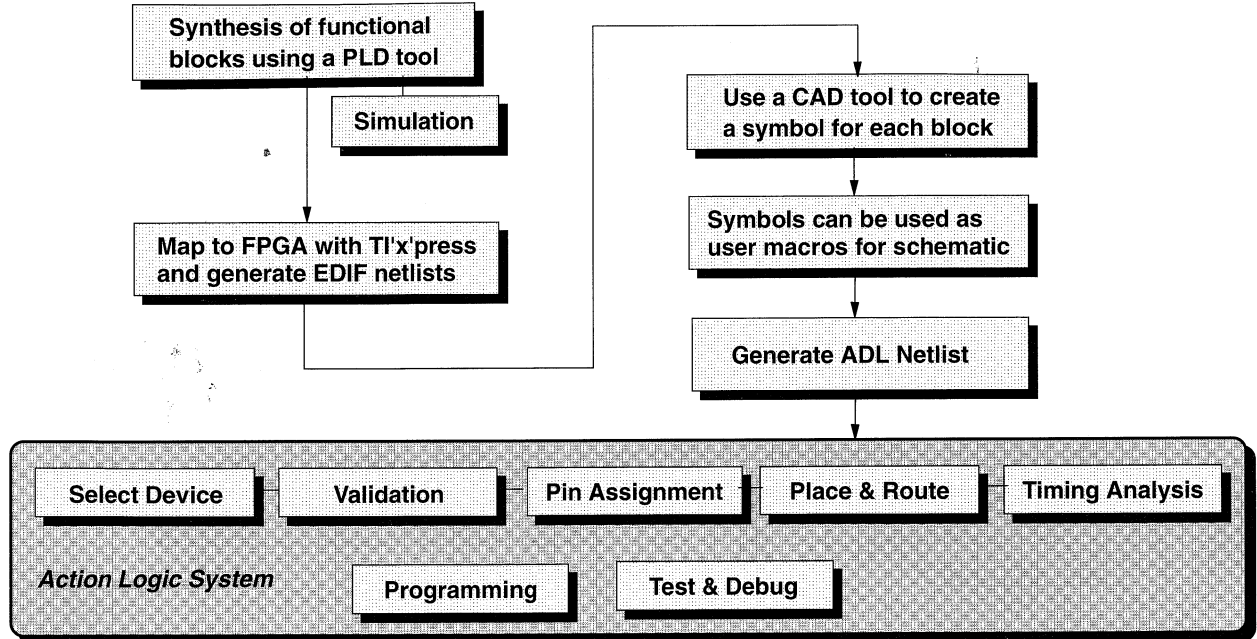 Synthesis of functional
blocks using a PLD tool
Simulation
Map to FPGA with TI'x'press
and generate EDIF netlists
Use a CAD tool to create
a symbol for each block
Symbols can be used as
user macros for schematic
Generate ADL Netlist
Select Device
Validation
Pin Assignment
Place & Route
Timing Analysis
Action Logic System
Programming
Test & Debug